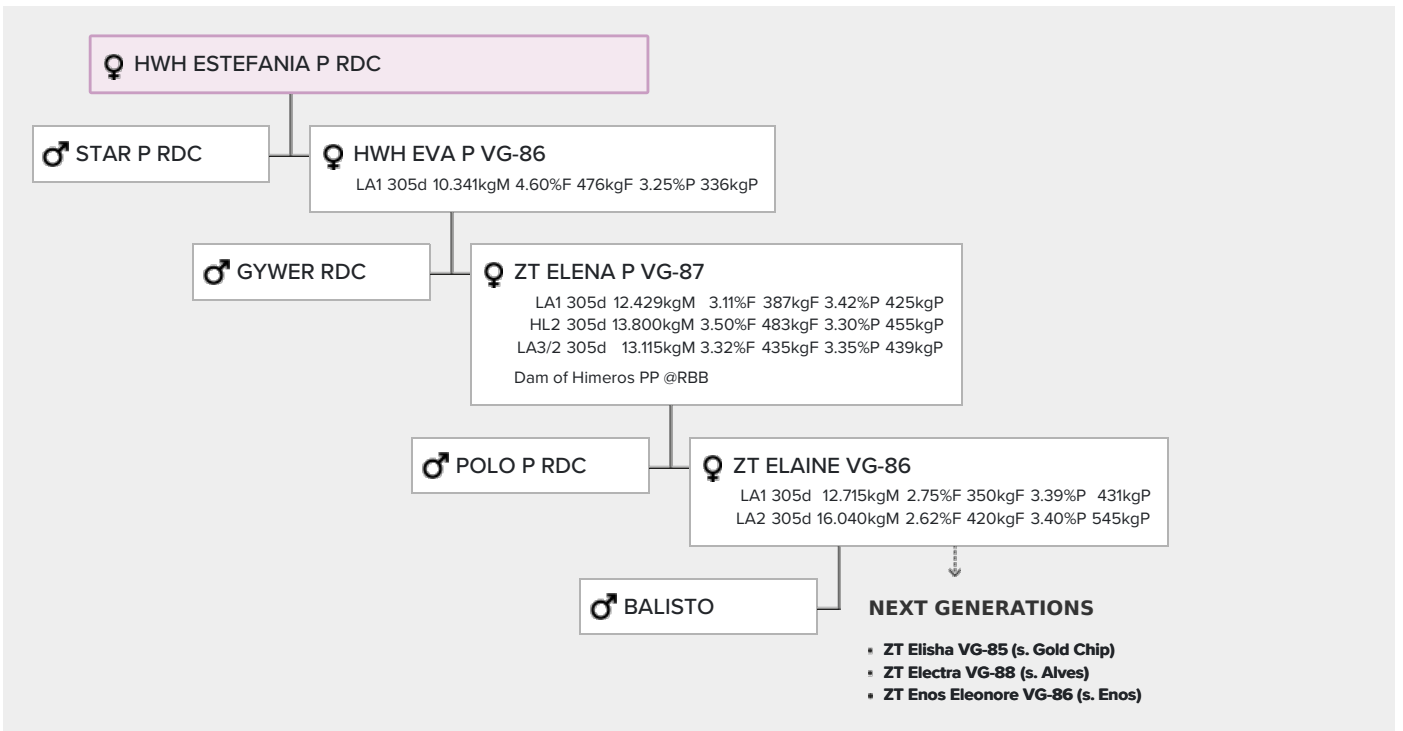 HWH ESTEFANIA P RDC
STAR P RDC
HWH EVA P VG-86
LA1 305d 10.341kgM 4.60%F 476kgF 3.25%P 336kgP
GYWER RDC
ZT ELENA P VG-87
LA1 305d 12.429kgM 3.11%F 387kgF 3.42%P 425kgP
HL2 305d 13.800kgM 3.50%F 483kgF 3.30%P 455kgP
LA3/2 305d 13.115kgM 3.32%F 435kgF 3.35%P 439kgP
Dam of Himeros PP @RBB
POLO P RDC
ZT ELAINE VG-86
LA1 305d 12.715kgM 2.75%F 350kgF 3.39%P 431kgP
LA2 305d 16.040kgM 2.62%F 420kgF 3.40%P 545kgP
BALISTO
NEXT GENERATIONS
ZT Elisha VG-85 (s. Gold Chip)
ZT Electra VG-88 (s. Alves)
ZT Enos Eleonore VG-86 (s. Enos)